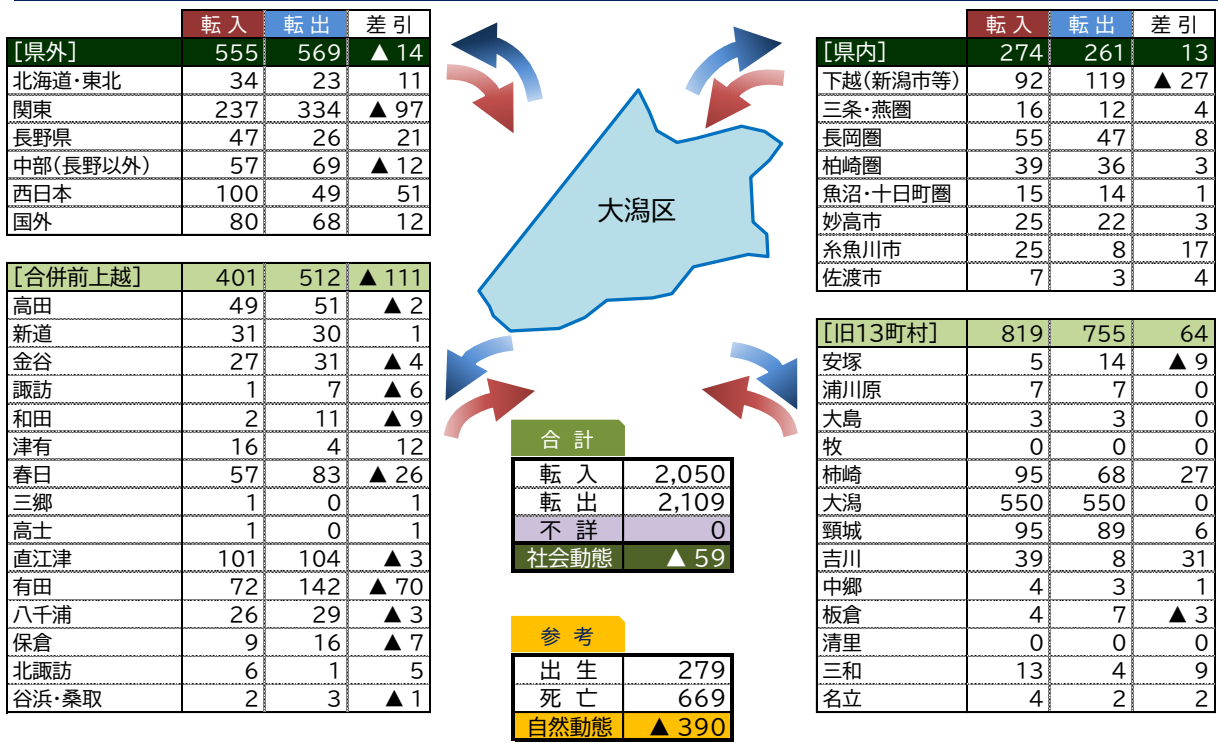 転入 転出 差引
[県外] 555 569 ▲ 14
北海道・東北 34 23 11
関東 237 334 ▲ 97
長野県 47 26 21
中部(長野以外) 57 69 ▲ 12
西日本 100 49 51
国外 80 68 12
[合併前上越] 401 512 ▲ 111
高田 49 51 ▲ 2
新道 31 30 1
金谷 27 31 ▲ 4
諏訪 1 7 ▲ 6
和田 2 11 ▲ 9
津有 16 4 12
春日 57 83 ▲ 26
三郷 1 0 1
高士 1 0 1
直江津 101 104 ▲ 3
有田 72 142 ▲ 70
八千浦 26 29 ▲ 3
保倉 9 16 ▲ 7
北諏訪 6 1 5
谷浜・桑取 2 3 ▲ 1
大潟区
合計
転入 2,050
転出 2,109
不詳 0
社会動態 ▲ 59
参考
出生 279
死亡 669
自然動態 ▲ 390
転入 転出 差引
[県内] 274 261 13
下越(新潟市等) 92 119 ▲ 27
三条・燕圏 16 12 4
長岡圏 55 47 8
柏崎圏 39 36 3
魚沼・十日町圏 15 14 1
妙高市 25 22 3
糸魚川市 25 8 17
佐渡市 7 3 4
[旧13町村] 819 755 64
安塚 5 14 ▲ 9
浦川原 7 7 0
大島 3 3 0
牧 0 0 0
柿崎 95 68 27
大潟 550 550 0
頸城 95 89 6
吉川 39 8 31
中郷 4 3 1
板倉 4 7 ▲ 3
清里 0 0 0
三和 13 4 9
名立 4 2 2